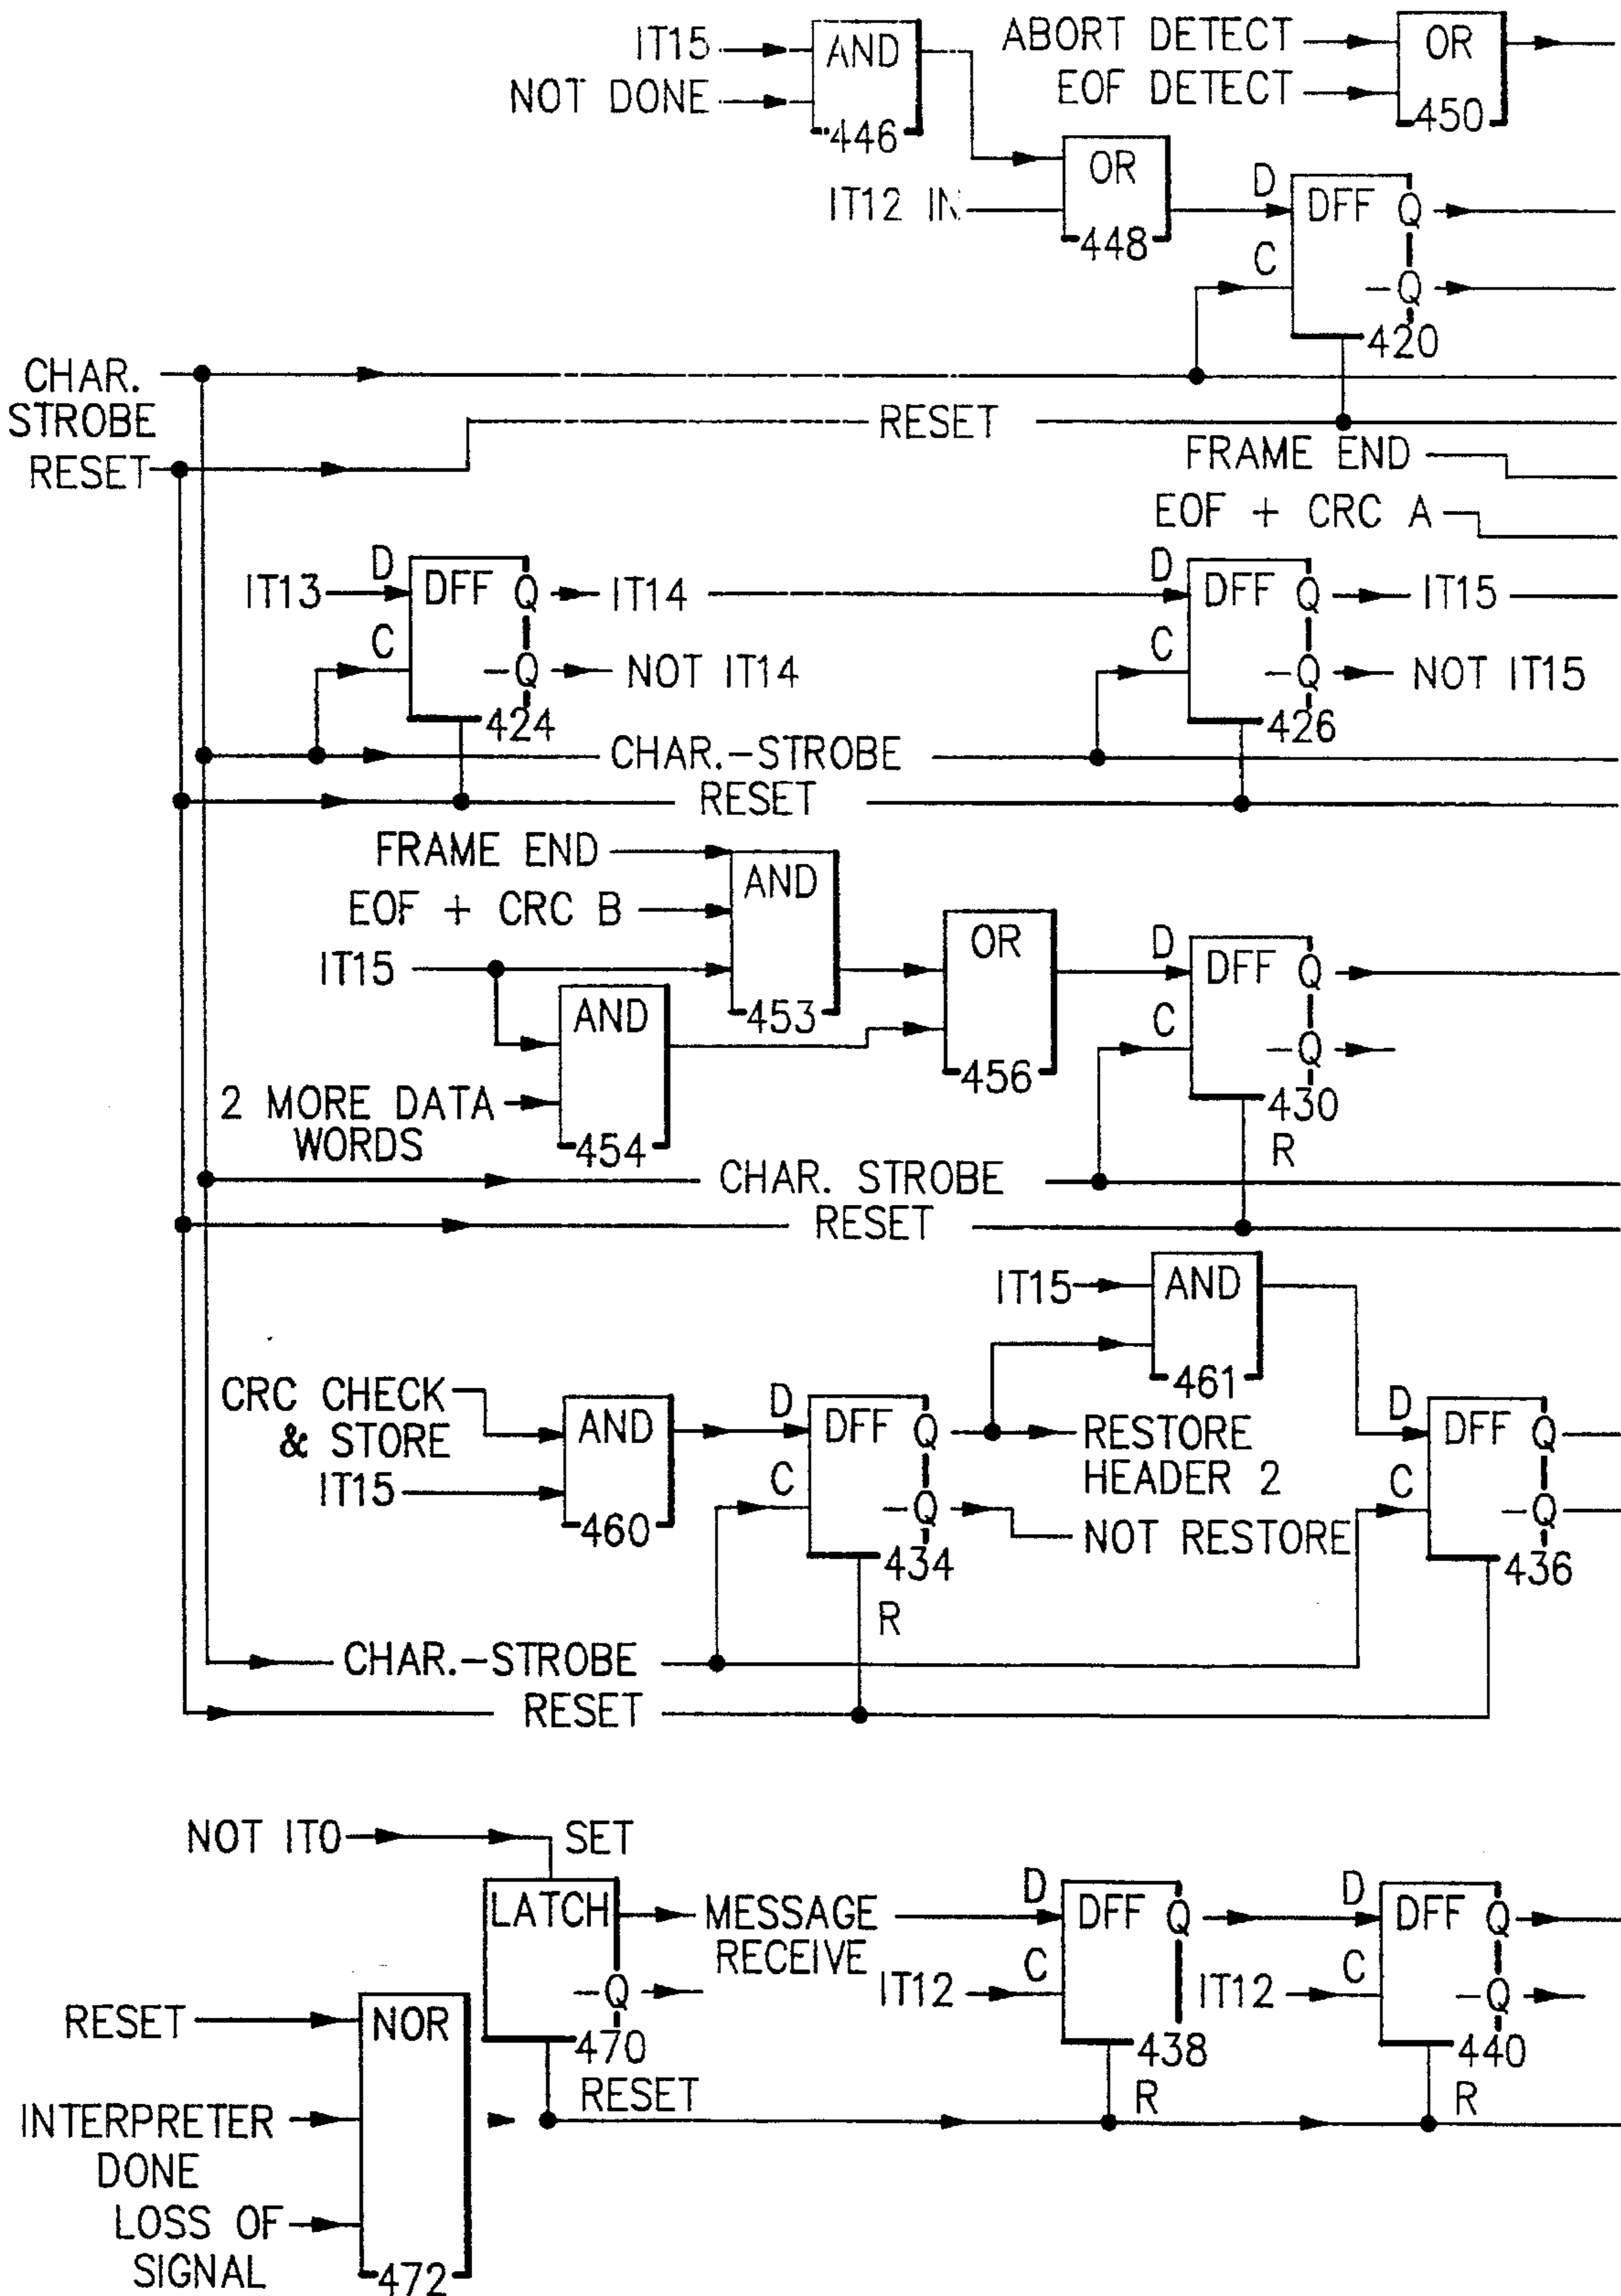 IT15
NOT DONE
AND
446
ABORT DETECT
EOF DETECT
OR
450
IT12 IN
OR
448
D
C
DFF Q
-Q
420
CHAR.
STROBE
RESET
RESET
FRAME END
EOF + CRC A
IT13
D
C
DFF Q
-Q
424
IT14
NOT IT14
D
C
DFF Q
-Q
426
IT15
NOT IT15
CHAR.-STROBE
RESET
FRAME END
EOF + CRC B
IT15
AND
453
AND
454
2 MORE DATA
WORDS
OR
456
D
C
DFF Q
-Q
430
R
CHAR. STROBE
RESET
IT15
AND
461
CRC CHECK
& STORE
IT15
AND
460
D
C
DFF Q
-Q
434
R
RESTORE
HEADER 2
NOT RESTORE
D
C
DFF Q
-Q
436
CHAR.-STROBE
RESET
NOT IT0
SET
LATCH
-Q
470
RESET
MESSAGE
RECEIVE
IT12
D
C
DFF Q
438
R
IT12
D
C
DFF Q
-Q
440
R
RESET
INTERPRETER
DONE
LOSS OF
SIGNAL
NOR
472